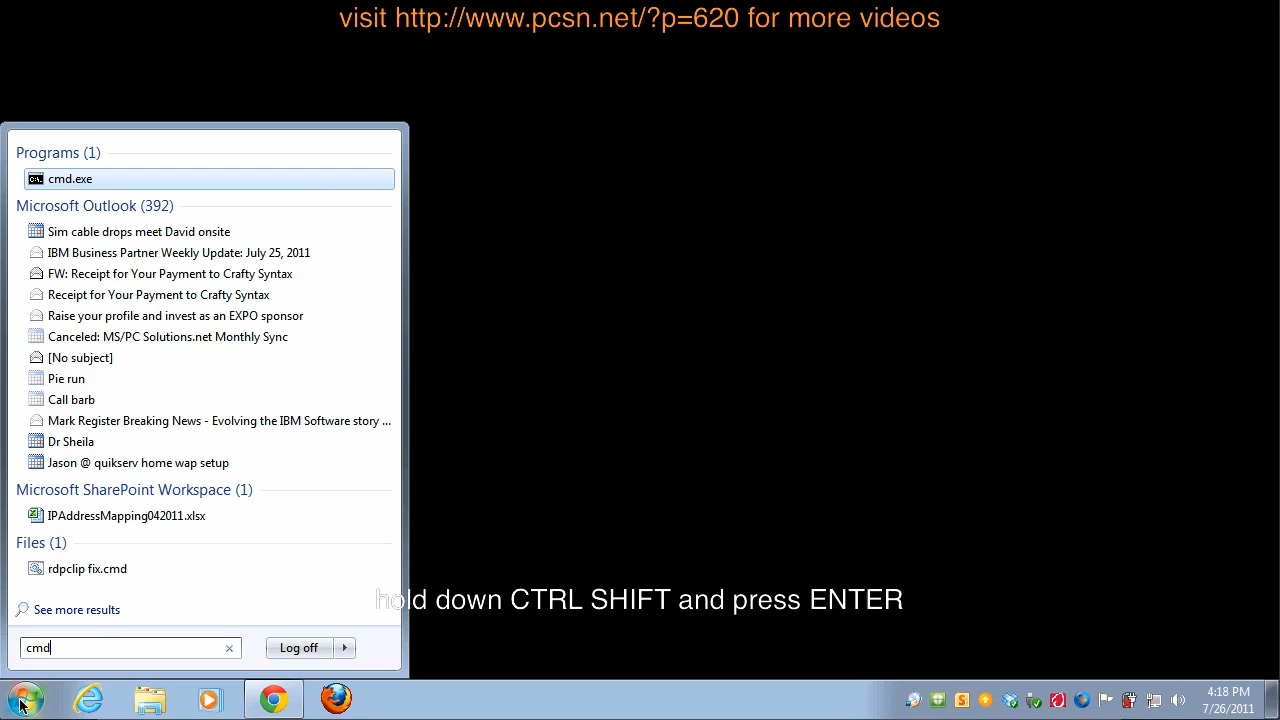 visit http://www.pcsn.net/?p=620 for more videos
Programs (1)
cmd.exe
Microsoft Outlook (392)
Sim cable drops meet David onsite
IBM Business Partner Weekly Update: July 25, 2011
FW: Receipt for Your Payment to Crafty Syntax
Receipt for Your Payment to Crafty Syntax
Raise your profile and invest as an EXPO sponsor
Canceled: MS/PC Solutions.net Monthly Sync
[No subject]
Pie run
Call barb
Mark Register Breaking News - Evolving the IBM Software story ...
Dr Sheila
Jason @ quikserv home wap setup
Microsoft SharePoint Workspace (1)
IPAddressMapping042011.xlsx
Files (1)
rdpclip fix.cmd
See more results
hold down CTRL SHIFT and press ENTER
cmd
Log off
4:18 PM
7/26/2011